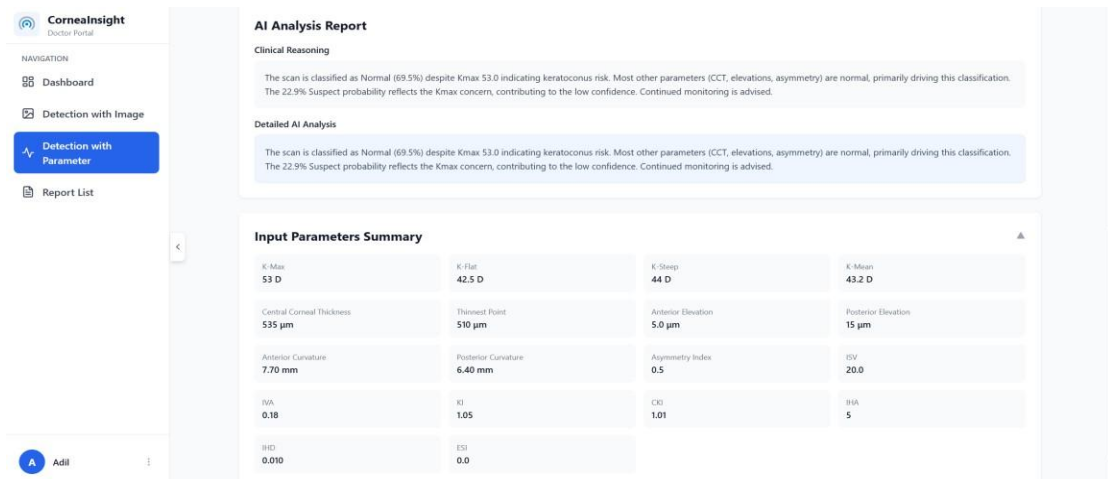 CorneaInsight
Doctor Portal
NAVIGATION
Dashboard
Detection with Image
Detection with
Parameter
Report List
A
Adil
AI Analysis Report
Clinical Reasoning
The scan is classified as Normal (69.5%) despite Kmax 53.0 indicating keratoconus risk. Most other parameters (CCT, elevations, asymmetry) are normal, primarily driving this classification.
The 22.9% Suspect probability reflects the Kmax concern, contributing to the low confidence. Continued monitoring is advised.
Detailed AI Analysis
The scan is classified as Normal (69.5%) despite Kmax 53.0 indicating keratoconus risk. Most other parameters (CCT, elevations, asymmetry) are normal, primarily driving this classification.
The 22.9% Suspect probability reflects the Kmax concern, contributing to the low confidence. Continued monitoring is advised.
Input Parameters Summary
K-Max
53 D
K-Flat
42.5 D
K-Steep
44 D
K-Mean
43.2 D
Central Corneal Thickness
535 µm
Thinnest Point
510 µm
Anterior Elevation
5.0 µm
Posterior Elevation
15 µm
Anterior Curvature
7.70 mm
Posterior Curvature
6.40 mm
Asymmetry Index
0.5
ISV
20.0
IVA
0.18
KI
1.05
CKI
1.01
IHA
5
IHD
0.010
ESI
0.0